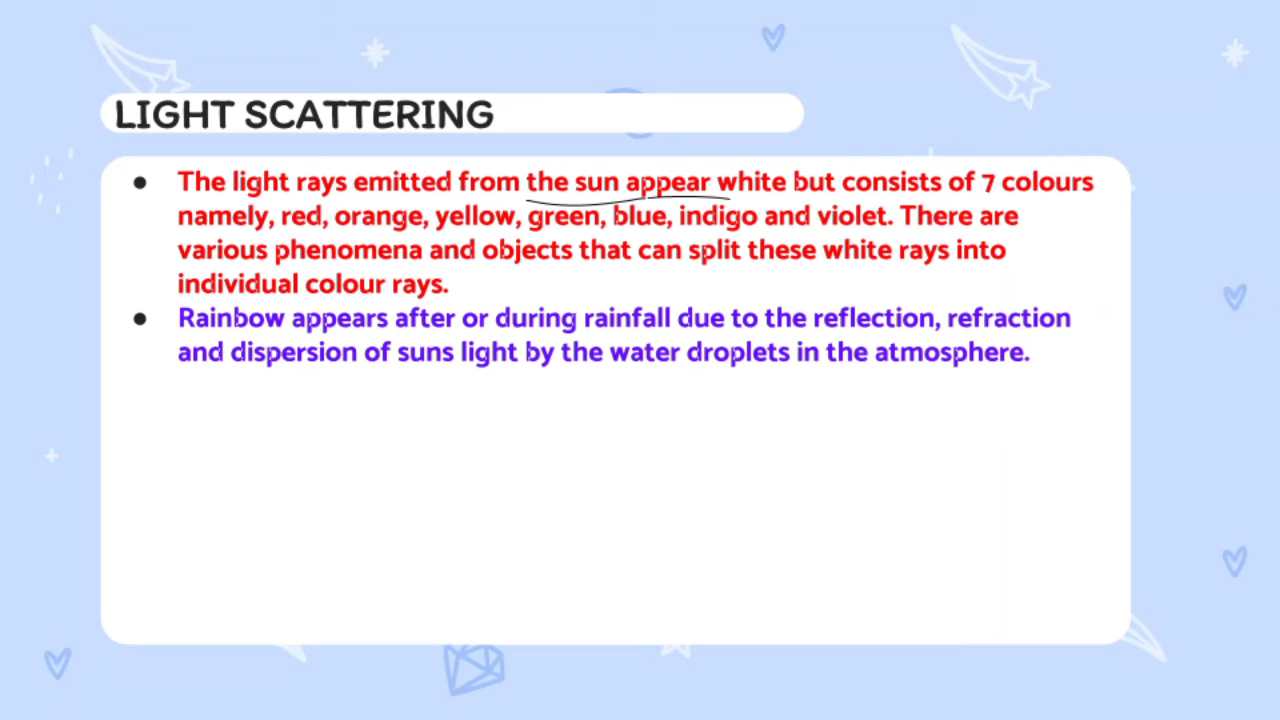 LIGHT SCATTERING
● The light rays emitted from the sun appear white but consists of 7 colours
namely, red, orange, yellow, green, blue, indigo and violet. There are
various phenomena and objects that can split these white rays into
individual colour rays.
● Rainbow appears after or during rainfall due to the reflection, refraction
and dispersion of suns light by the water droplets in the atmosphere.